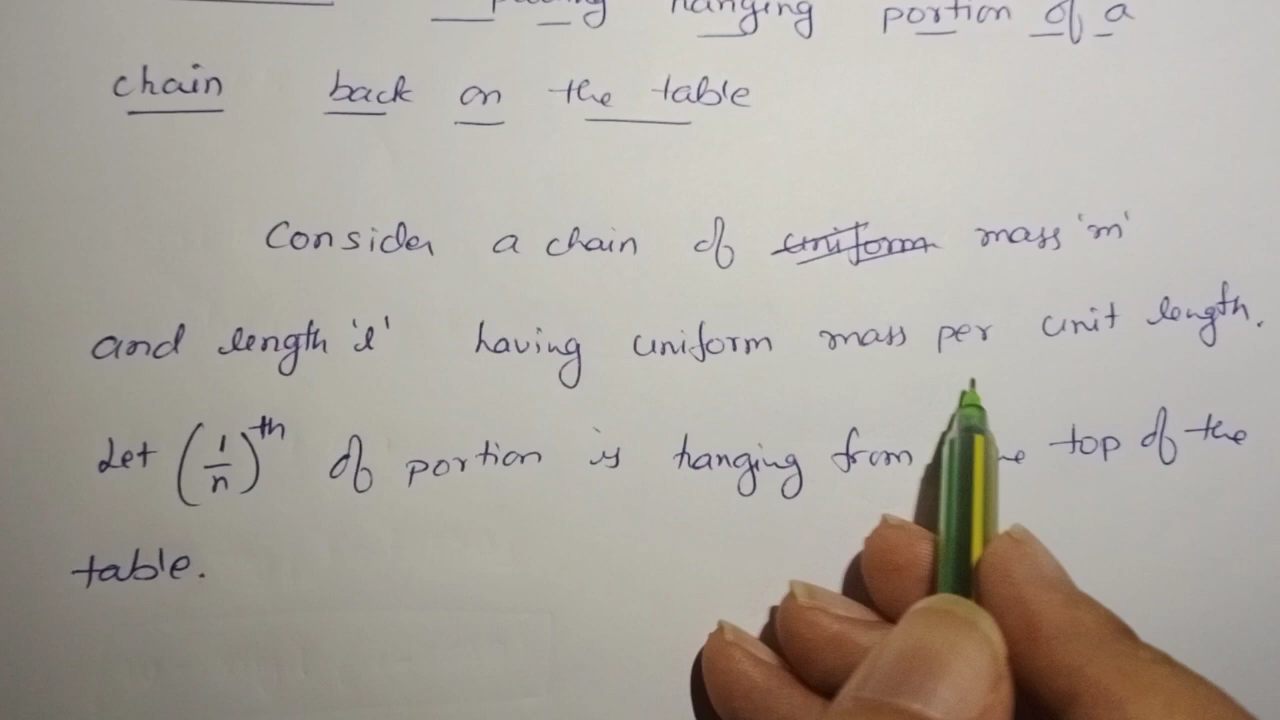 hanging portion of a
chain back on the table
Consider a chain of uniform mass 'm'
and length 'l' having uniform mass per unit length.
Let (1/n)^th of portion is hanging from top of the
table.